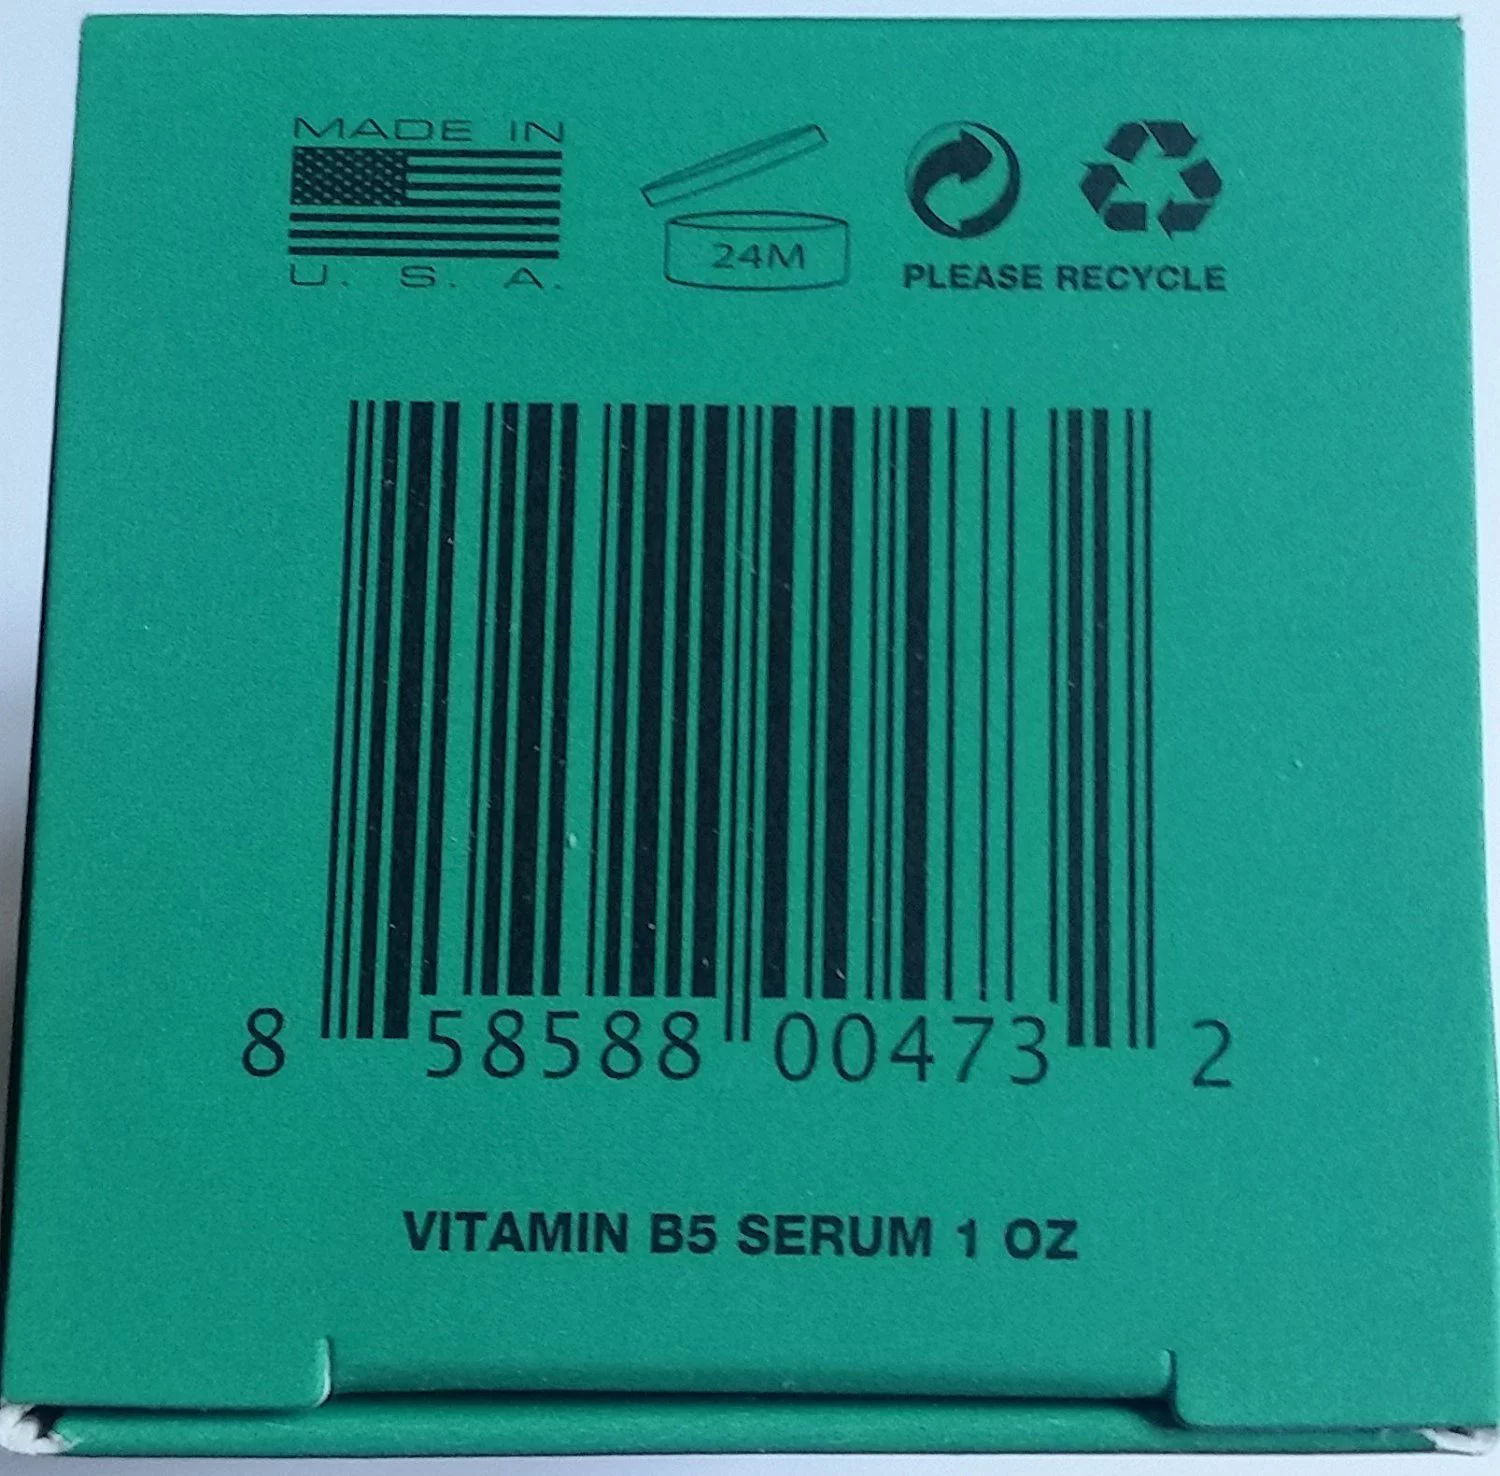 MADE IN
U. S. A.
24M
PLEASE RECYCLE
8 58588 00473 2
VITAMIN B5 SERUM 1 OZ